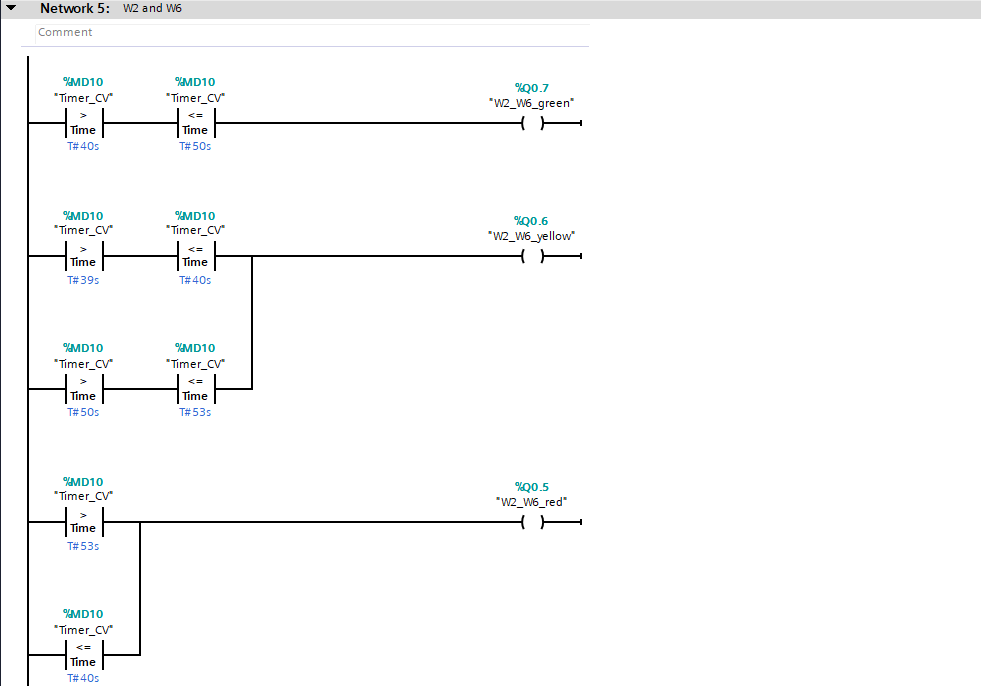 Network 5: W2 and W6
Comment
%MD10 %MD10 %Q0.7
"Timer_CV" "Timer_CV" "W2_W6_green"
> <=
Time Time
T#40s T#50s
%MD10 %MD10 %Q0.6
"Timer_CV" "Timer_CV" "W2_W6_yellow"
> <=
Time Time
T#39s T#40s
%MD10 %MD10
"Timer_CV" "Timer_CV"
> <=
Time Time
T#50s T#53s
%MD10 %Q0.5
"Timer_CV" "W2_W6_red"
>
Time
T#53s
%MD10
"Timer_CV"
<=
Time
T#40s